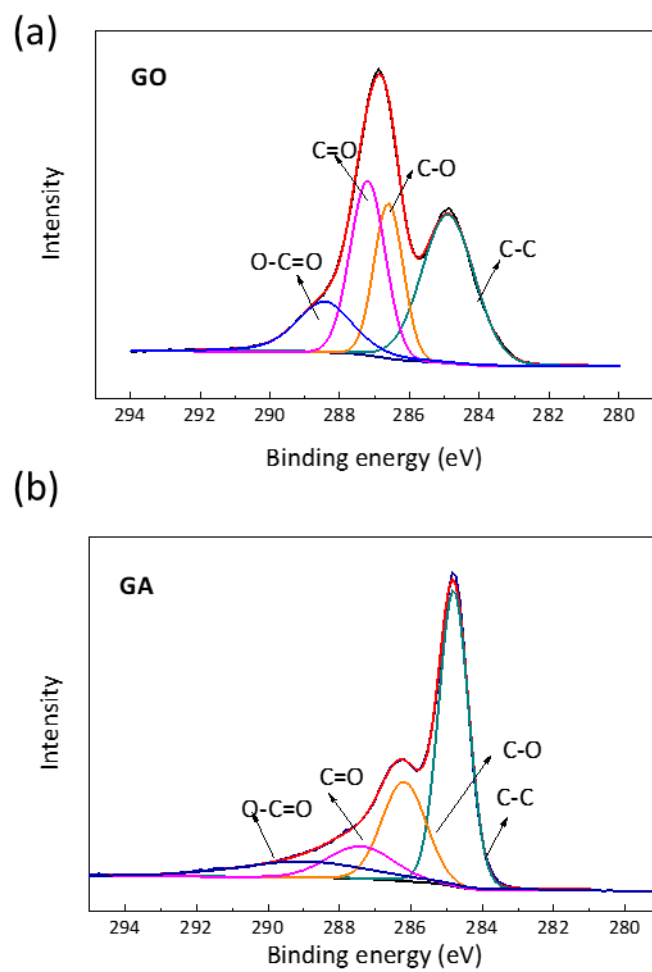 (a)
GO
C=O
C-O
O-C=O
C-C
Intensity
294 292 290 288 286 284 282 280
Binding energy (eV)
(b)
GA
C=O
C-O
O-C=O
C-C
Intensity
294 292 290 288 286 284 282 280
Binding energy (eV)